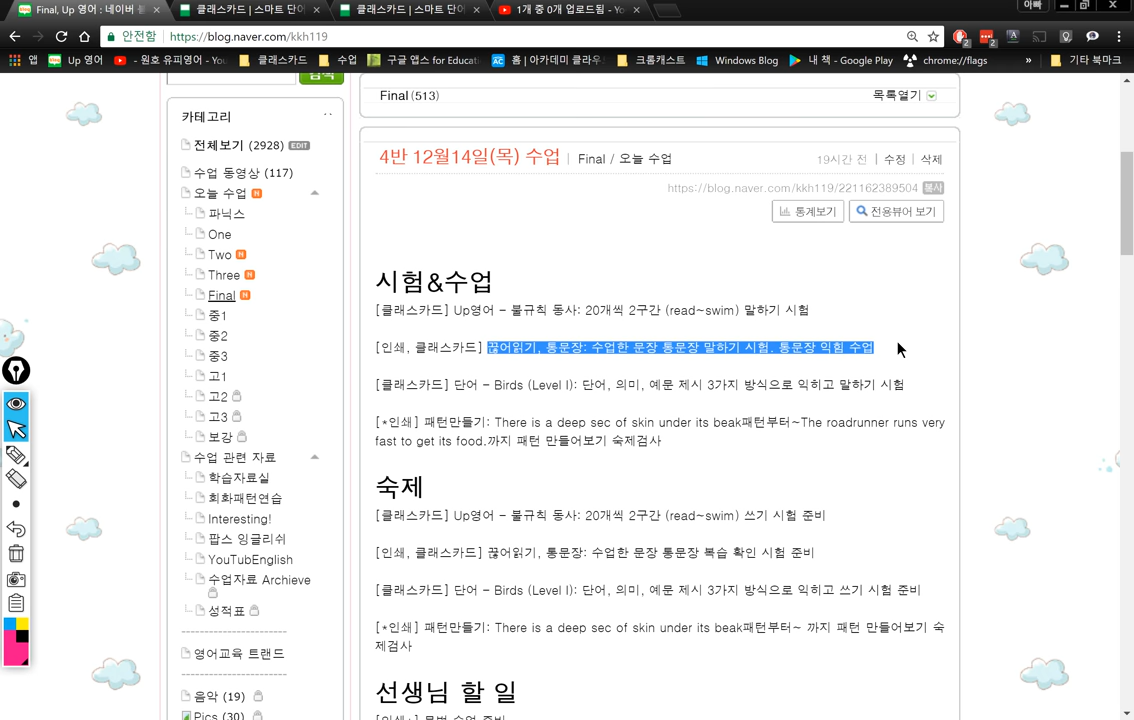 Final, Up 영어 : 네이버 블
클래스카드 | 스마트 단어
클래스카드 | 스마트 단어
1개 중 0개 업로드됨 - Yo
아빠
안전함
https://blog.naver.com/kkh119
앱
Up 영어
- 원호 유피영어 - You
클래스카드
수업
구글 앱스 for Educat
홈 | 아카데미 클라우
크롬캐스트
Windows Blog
내 책 - Google Play
chrome://flags
»
기타 북마크
검색
Final (513)
목록열기
카테고리
전체보기 (2928) EDIT
수업 동영상 (117)
오늘 수업 N
파닉스
One
Two N
Three N
Final N
중1
중2
중3
고1
고2
고3
보강
수업 관련 자료
학습자료실
회화패턴연습
Interesting!
팝스 잉글리쉬
YouTubEnglish
수업자료 Archieve
성적표
------------------------
영어교육 트랜드
------------------------
음악 (19)
Pics (30)
4반 12월14일(목) 수업 | Final / 오늘 수업
19시간 전 | 수정 | 삭제
https://blog.naver.com/kkh119/221162389504 복사
통계보기
전용뷰어 보기
시험&수업
[클래스카드] Up영어 - 불규칙 동사: 20개씩 2구간 (read~swim) 말하기 시험
[인쇄, 클래스카드] 끊어읽기, 통문장: 수업한 문장 통문장 말하기 시험. 통문장 익힘 수업
[클래스카드] 단어 - Birds (Level I): 단어, 의미, 예문 제시 3가지 방식으로 익히고 말하기 시험
[*인쇄] 패턴만들기: There is a deep sec of skin under its beak패턴부터~The roadrunner runs very
fast to get its food.까지 패턴 만들어보기 숙제검사
숙제
[클래스카드] Up영어 - 불규칙 동사: 20개씩 2구간 (read~swim) 쓰기 시험 준비
[인쇄, 클래스카드] 끊어읽기, 통문장: 수업한 문장 통문장 복습 확인 시험 준비
[클래스카드] 단어 - Birds (Level I): 단어, 의미, 예문 제시 3가지 방식으로 익히고 쓰기 시험 준비
[*인쇄] 패턴만들기: There is a deep sec of skin under its beak패턴부터~ 까지 패턴 만들어보기 숙
제검사
선생님 할 일